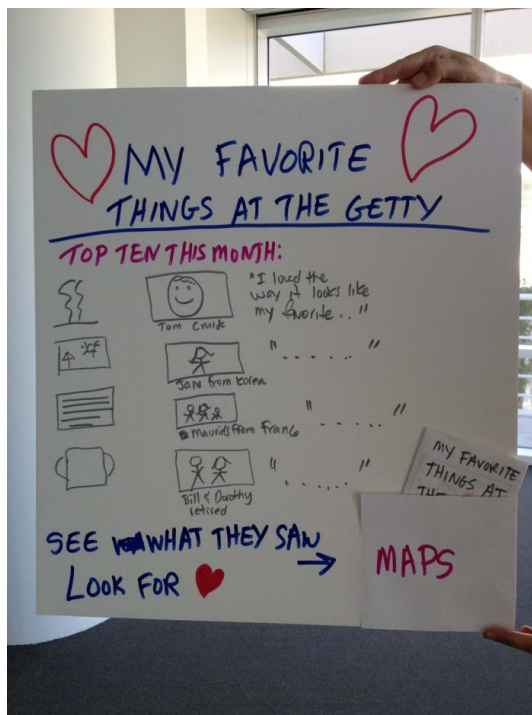 MY FAVORITE
THINGS AT THE GETTY
TOP TEN THIS MONTH:
"I loved the
way it looks like
my favorite.."
Tom Cruise
"......"
Jane from Korea
"......"
from France
"......"
Bill & Dorothy
retired
MY FAVORITE
THINGS AT
THE
SEE WHAT THEY SAW
LOOK FOR
→
MAPS